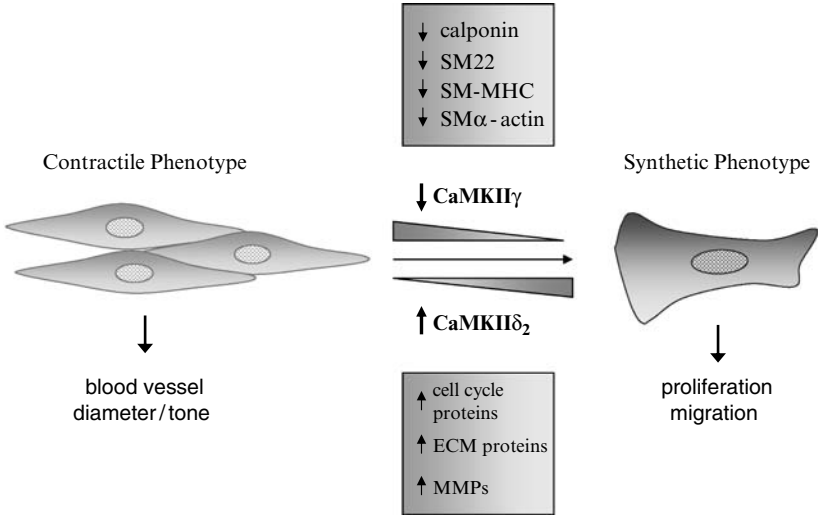 ↓ calponin
↓ SM22
↓ SM-MHC
↓ SMα-actin
Contractile Phenotype
Synthetic Phenotype
↓ CaMKIIγ
↑ CaMKIIδ₂
blood vessel
diameter/tone
proliferation
migration
↑ cell cycle
proteins
↑ ECM proteins
↑ MMPs